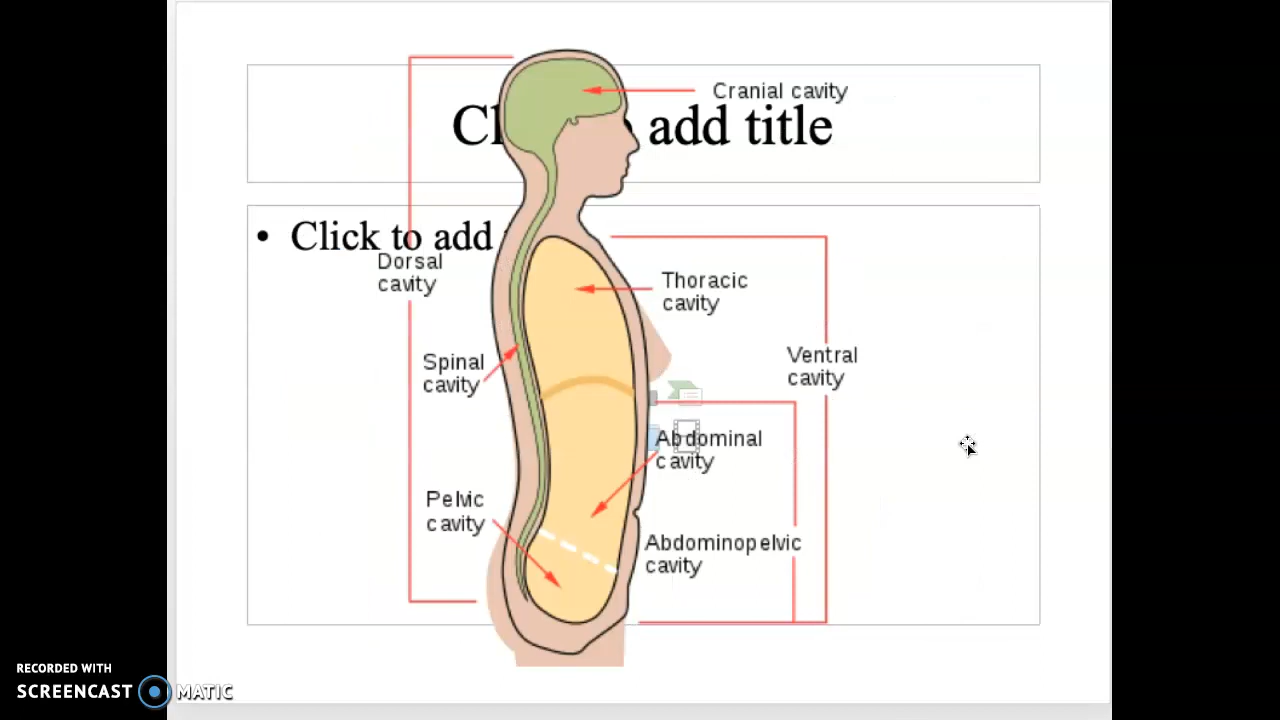 Cranial cavity
Cl
add title
• Click to add
Dorsal
cavity
Thoracic
cavity
Spinal
cavity
Ventral
cavity
Abdominal
cavity
Pelvic
cavity
Abdominopelvic
cavity
RECORDED WITH
SCREENCAST MATIC